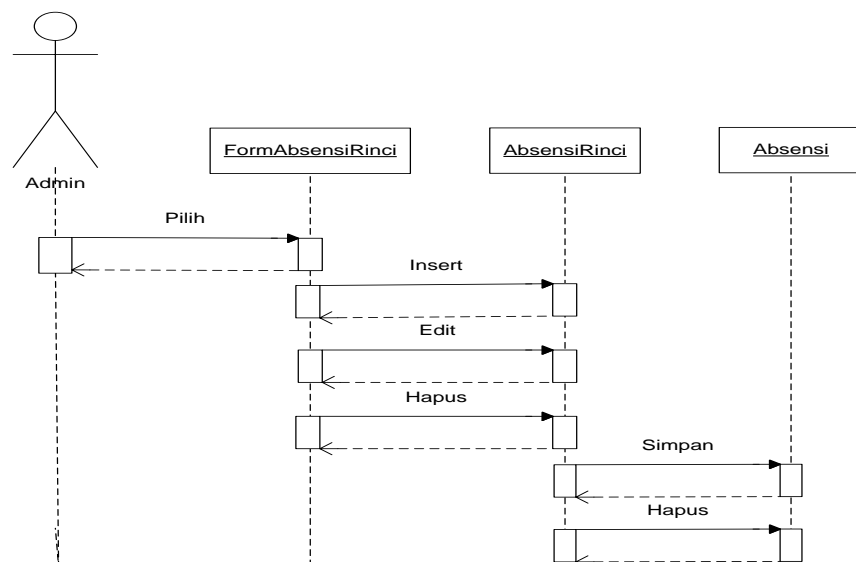 FormAbsensiRinci
AbsensiRinci
Absensi
Admin
Pilih
Insert
Edit
Hapus
Simpan
Hapus